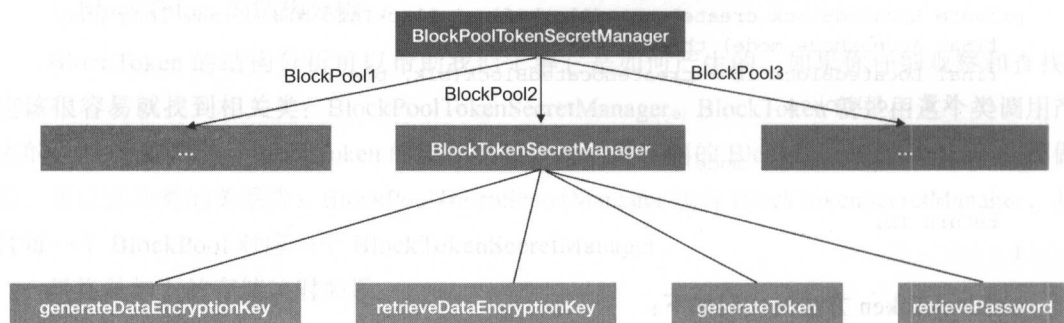 BlockPoolTokenSecretManager
BlockPool1
BlockPool2
BlockPool3
...
BlockTokenSecretManager
...
generateDataEncryptionKey
retrieveDataEncryptionKey
generateToken
retrievePassword